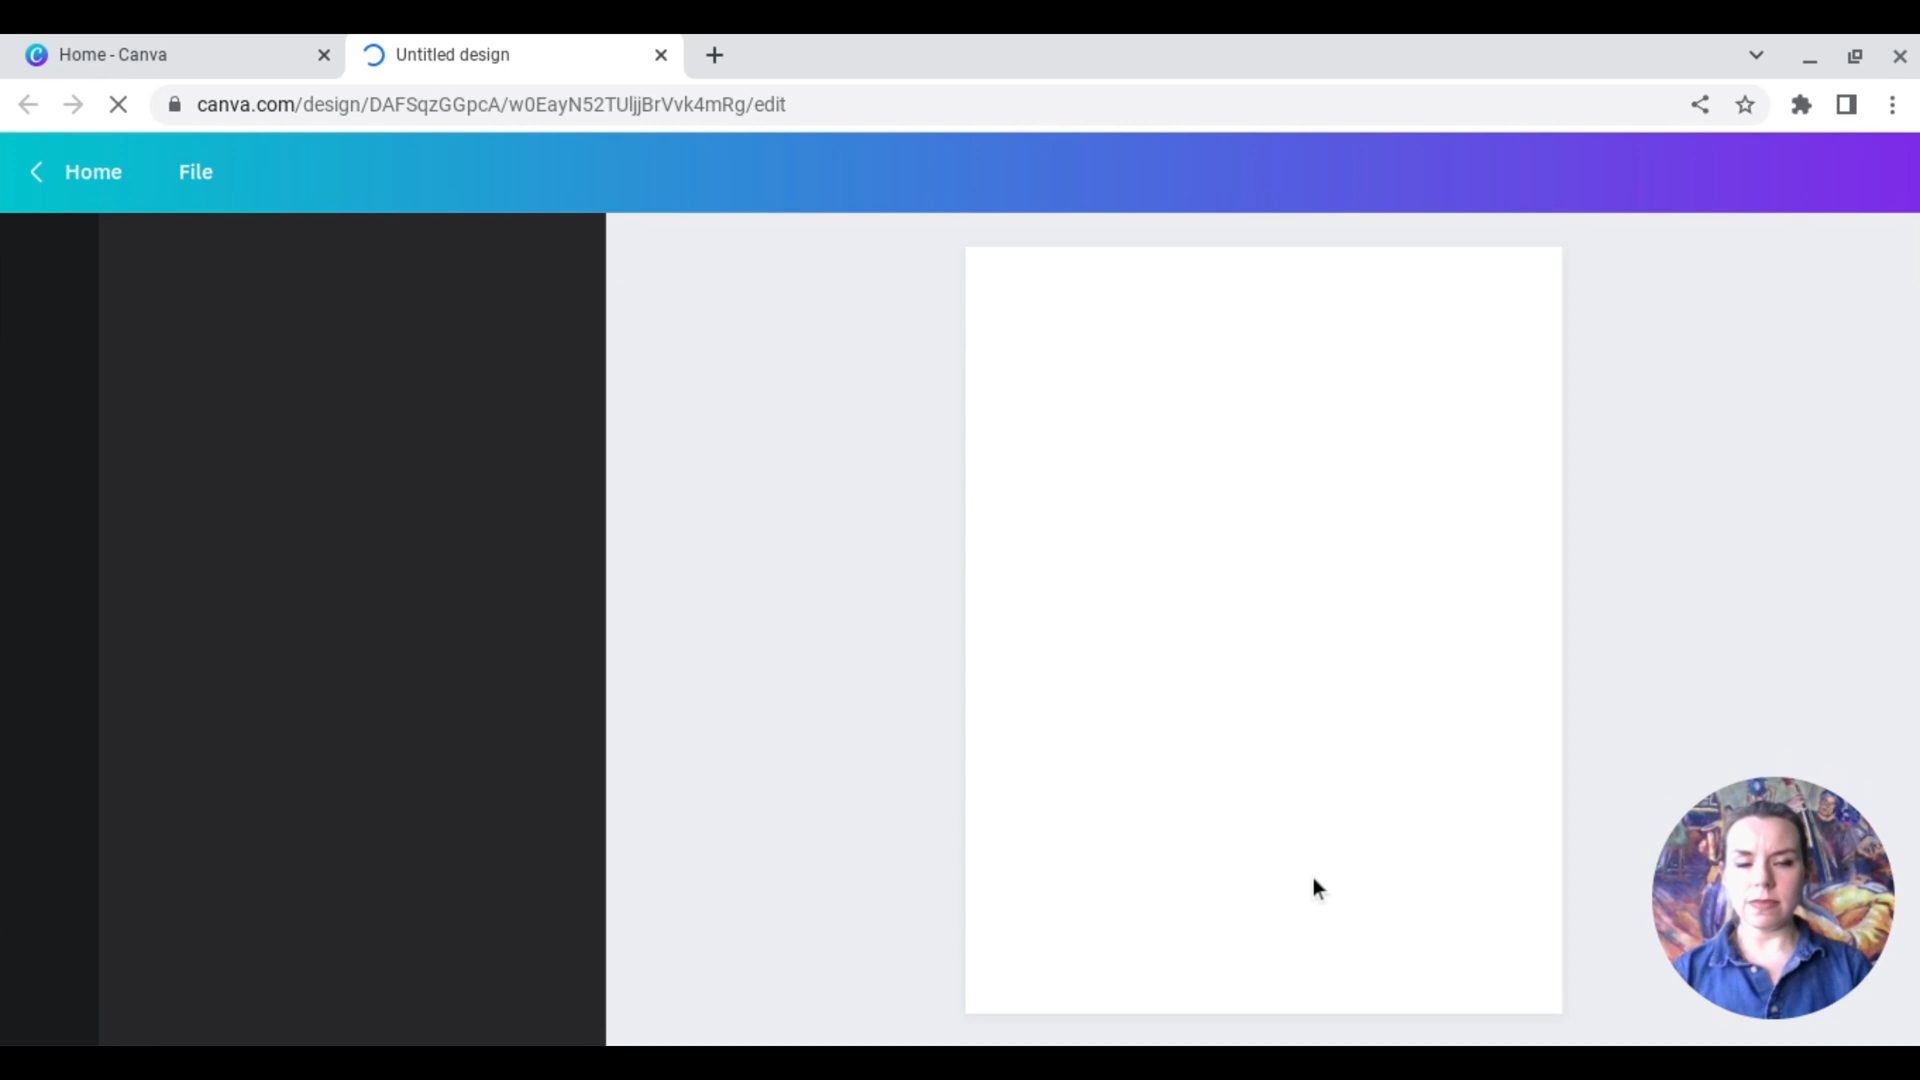 Home - Canva
Untitled design
canva.com/design/DAFSqzGGpcA/w0EayN52TUljjBrVvk4mRg/edit
Home
File